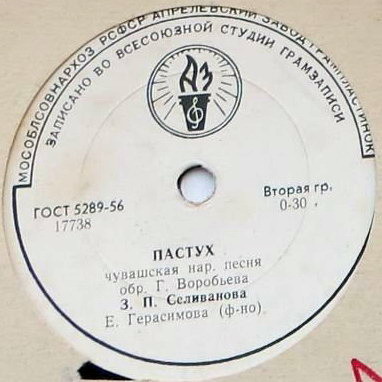 МОСОБЛСОВНАРХОЗ РСФСР АПРЕЛЕВСКИЙ ЗАВОД ГРАМПЛАСТИНОК
ЗАПИСАНО ВО ВСЕСОЮЗНОЙ СТУДИИ ГРАМЗАПИСИ
АЗ
ГОСТ 5289-56
17738
Вторая гр.
0-30
ПАСТУХ
чувашская нар. песня
обр. Г. Воробьева
З. П. Селиванова
Е. Герасимова (ф-но)